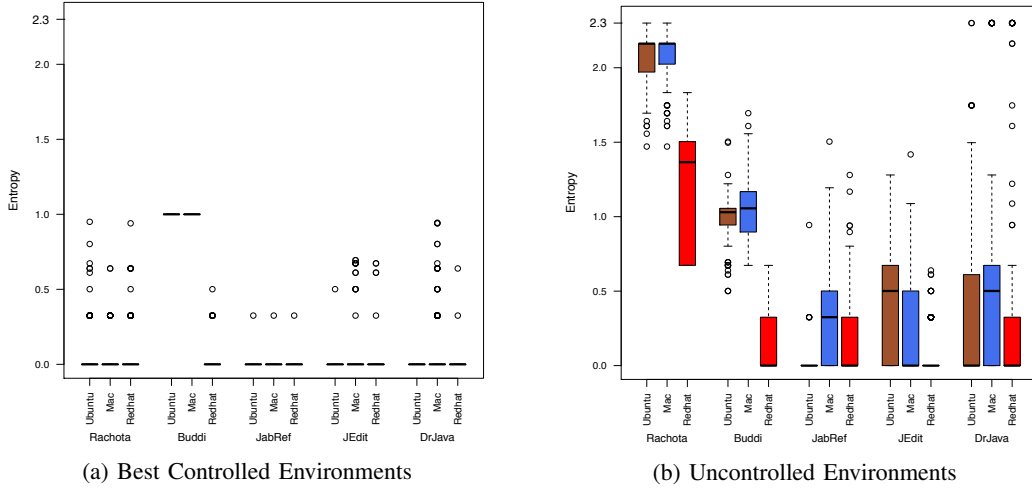 2.3
2.0
1.5
1.0
0.5
0.0
Entropy
Ubuntu
Mac
Redhat
Ubuntu
Mac
Redhat
Ubuntu
Mac
Redhat
Ubuntu
Mac
Redhat
Ubuntu
Mac
Redhat
Rachota Buddi JabRef JEdit DrJava
(a) Best Controlled Environments
2.3
2.0
1.5
1.0
0.5
0.0
Entropy
Ubuntu
Mac
Redhat
Ubuntu
Mac
Redhat
Ubuntu
Mac
Redhat
Ubuntu
Mac
Redhat
Ubuntu
Mac
Redhat
Rachota Buddi JabRef JEdit DrJava
(b) Uncontrolled Environments